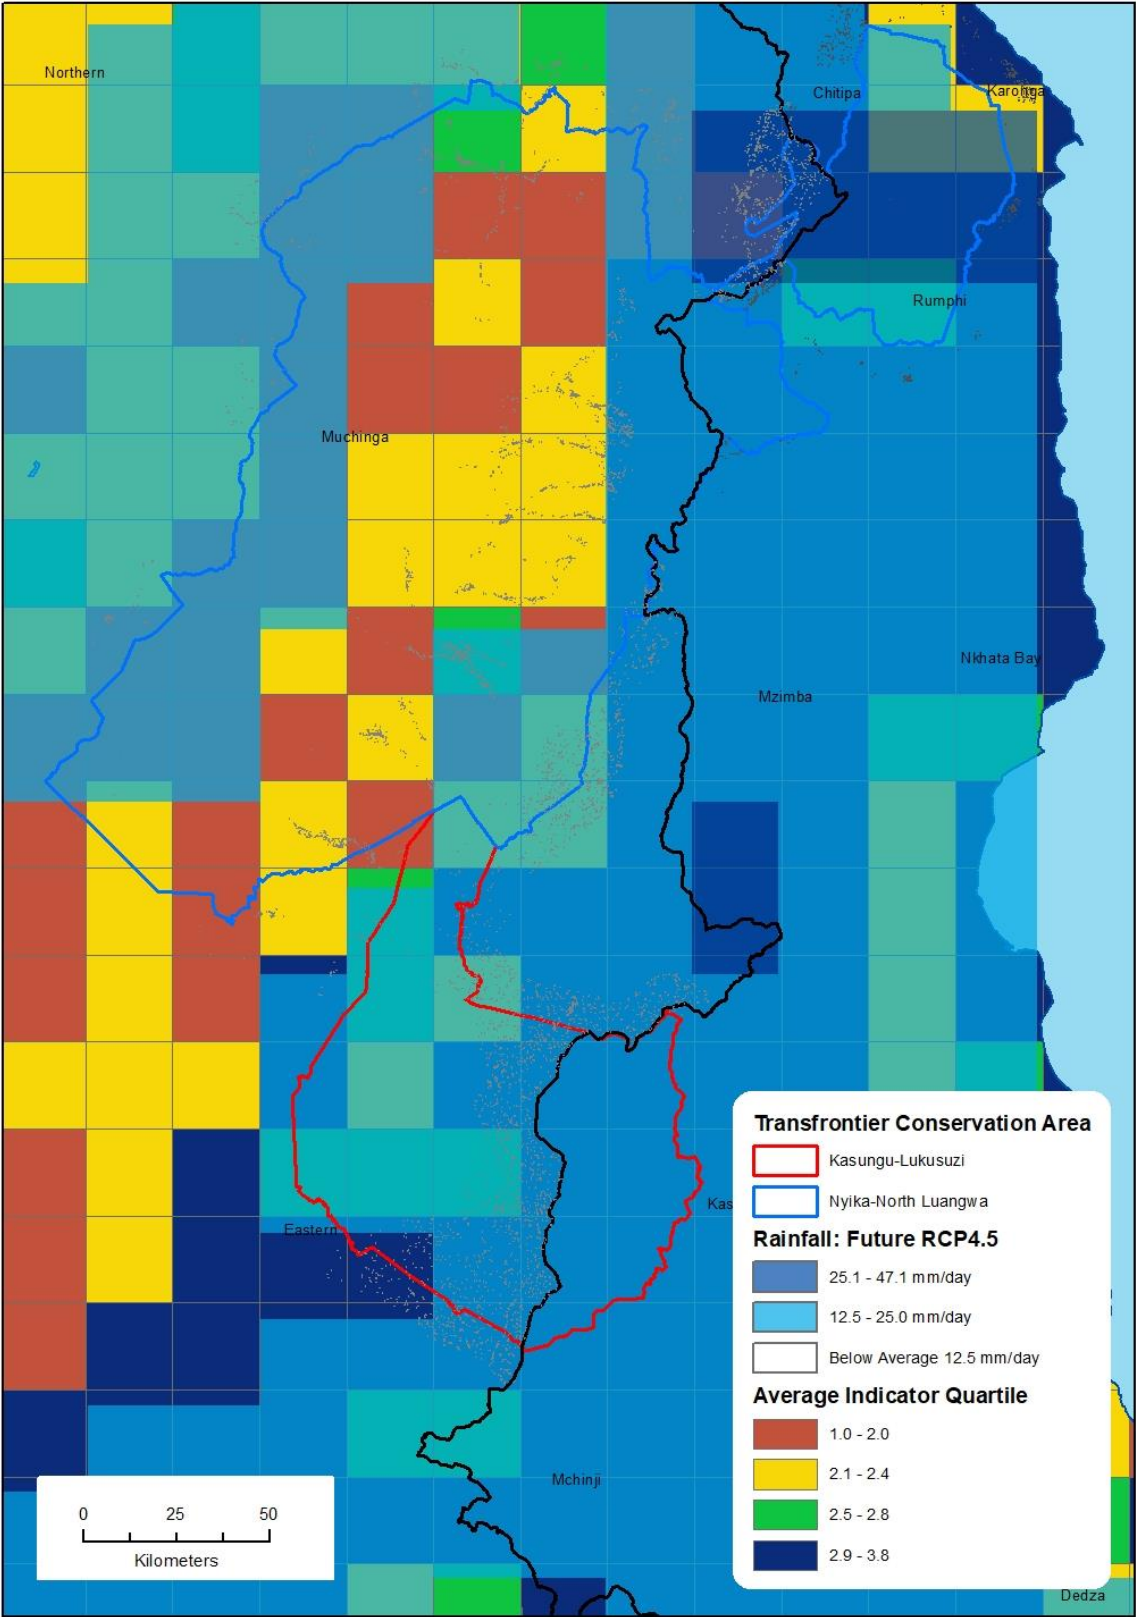 Northern
Chitipa
Karonga
Rumphi
Muchinga
Nkhata Bay
Mzimba
Kas
Eastern
Mchinji
Dedza
Transfrontier Conservation Area
Kasungu-Lukusuzi
Nyika-North Luangwa
Rainfall: Future RCP4.5
25.1 - 47.1 mm/day
12.5 - 25.0 mm/day
Below Average 12.5 mm/day
Average Indicator Quartile
1.0 - 2.0
2.1 - 2.4
2.5 - 2.8
2.9 - 3.8
0 25 50
Kilometers